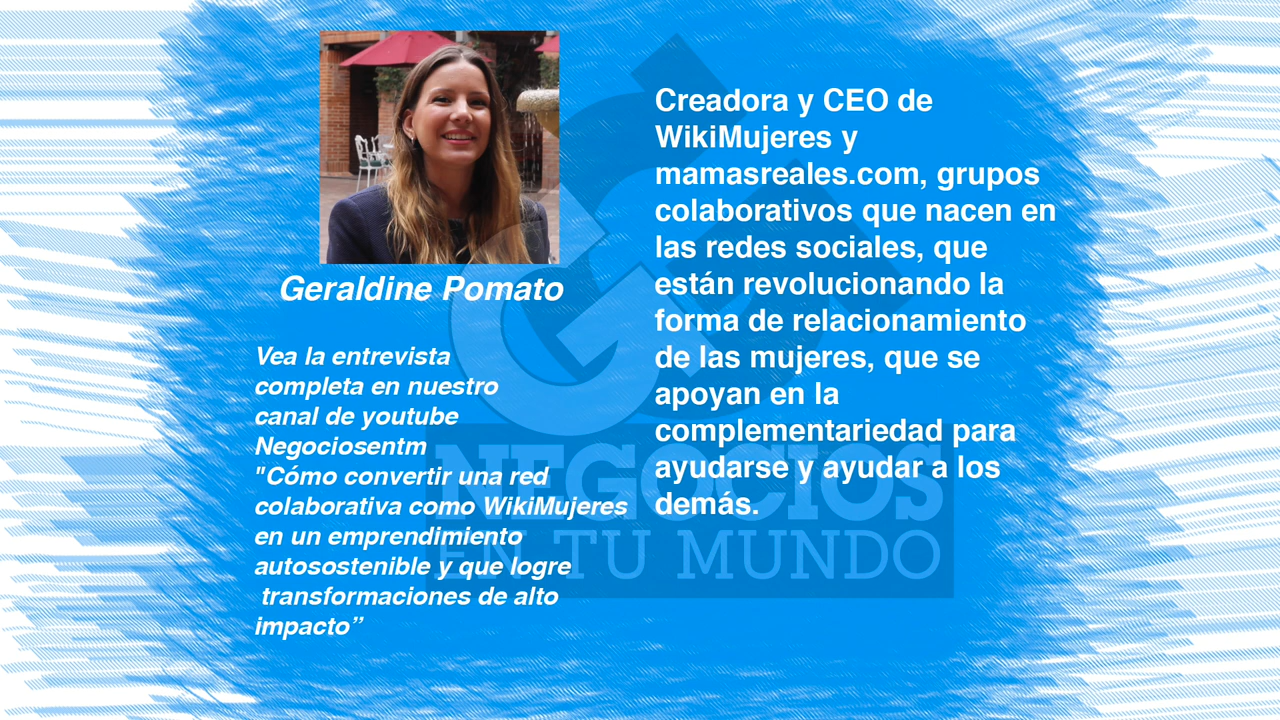 Geraldine Pomato
Vea la entrevista
completa en nuestro
canal de youtube
Negociosentm
"Cómo convertir una red
colaborativa como WikiMujeres
en un emprendimiento
autosostenible y que logre
transformaciones de alto
impacto”
Creadora y CEO de
WikiMujeres y
mamasreales.com, grupos
colaborativos que nacen en
las redes sociales, que
están revolucionando la
forma de relacionamiento
de las mujeres, que se
apoyan en la
complementariedad para
ayudarse y ayudar a los
demás.
NEGOCIOS
EN TU MUNDO